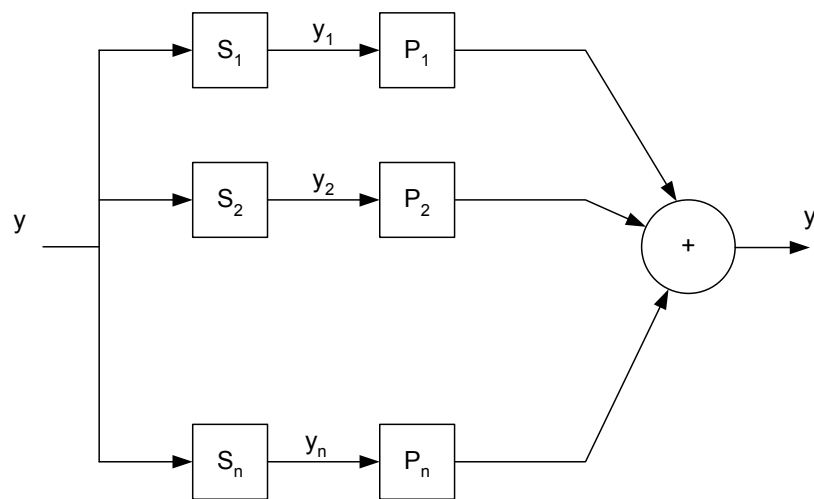 S₁ y₁ P₁
S₂ y₂ P₂
y + y
Sₙ yₙ Pₙ